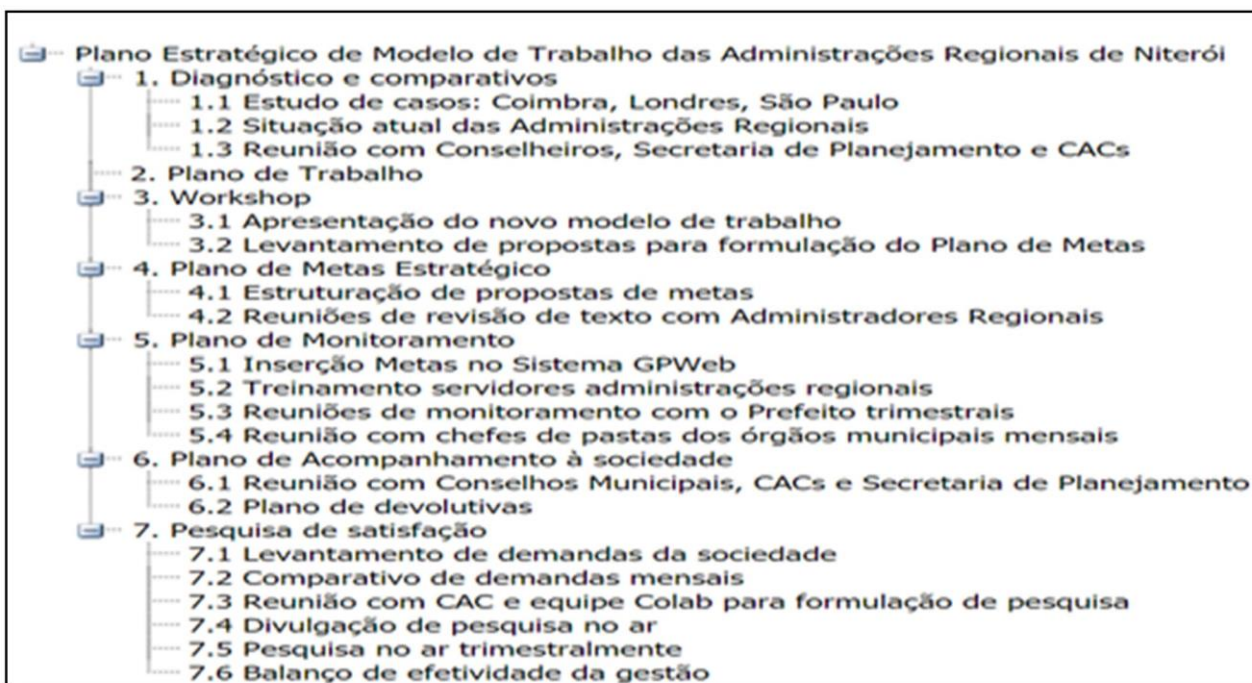 Plano Estratégico de Modelo de Trabalho das Administrações Regionais de Niterói
1. Diagnóstico e comparativos
1.1 Estudo de casos: Coimbra, Londres, São Paulo
1.2 Situação atual das Administrações Regionais
1.3 Reunião com Conselheiros, Secretaria de Planejamento e CACs
2. Plano de Trabalho
3. Workshop
3.1 Apresentação do novo modelo de trabalho
3.2 Levantamento de propostas para formulação do Plano de Metas
4. Plano de Metas Estratégico
4.1 Estruturação de propostas de metas
4.2 Reuniões de revisão de texto com Administradores Regionais
5. Plano de Monitoramento
5.1 Inserção Metas no Sistema GPWeb
5.2 Treinamento servidores administrações regionais
5.3 Reuniões de monitoramento com o Prefeito trimestrais
5.4 Reunião com chefes de pastas dos órgãos municipais mensais
6. Plano de Acompanhamento à sociedade
6.1 Reunião com Conselhos Municipais, CACs e Secretaria de Planejamento
6.2 Plano de devolutivas
7. Pesquisa de satisfação
7.1 Levantamento de demandas da sociedade
7.2 Comparativo de demandas mensais
7.3 Reunião com CAC e equipe Colab para formulação de pesquisa
7.4 Divulgação de pesquisa no ar
7.5 Pesquisa no ar trimestralmente
7.6 Balanço de efetividade da gestão